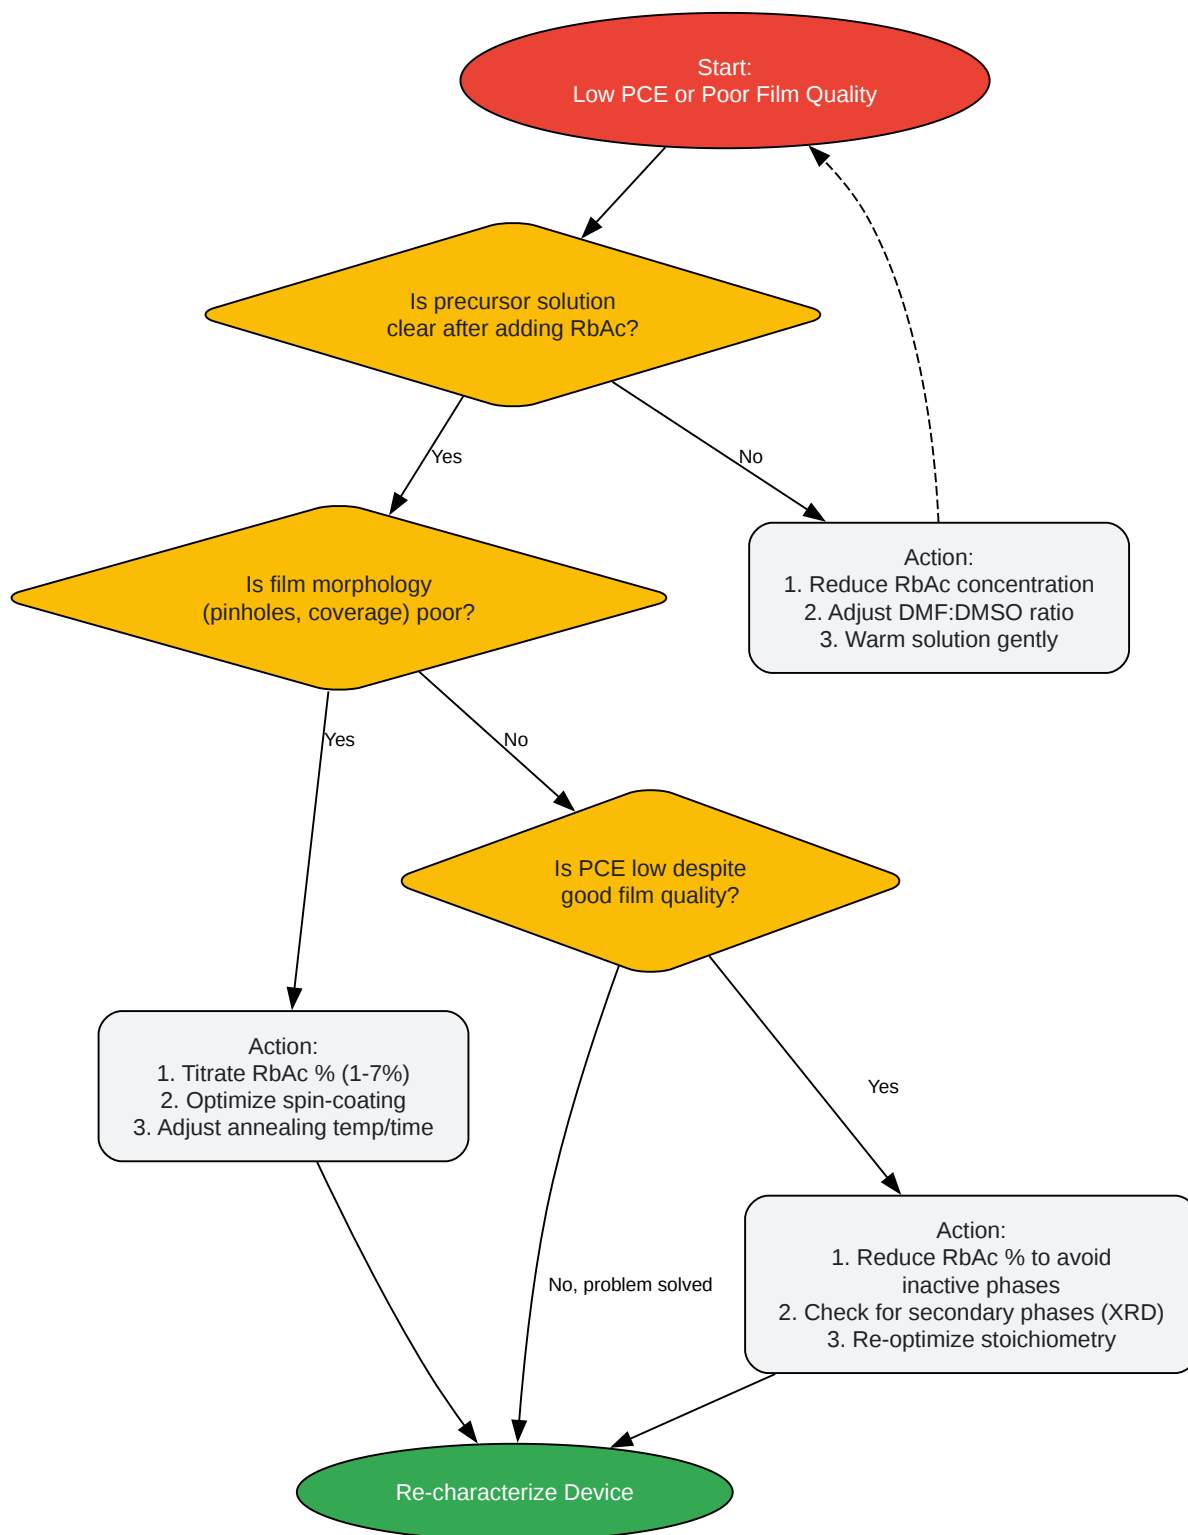 Start:
Low PCE or Poor Film Quality
Is precursor solution
clear after adding RbAc?
Yes
No
Is film morphology
(pinholes, coverage) poor?
Action:
1. Reduce RbAc concentration
2. Adjust DMF:DMSO ratio
3. Warm solution gently
Yes
No
Is PCE low despite
good film quality?
Action:
1. Titrate RbAc % (1-7%)
2. Optimize spin-coating
3. Adjust annealing temp/time
Yes
No, problem solved
Action:
1. Reduce RbAc % to avoid
inactive phases
2. Check for secondary phases (XRD)
3. Re-optimize stoichiometry
Re-characterize Device